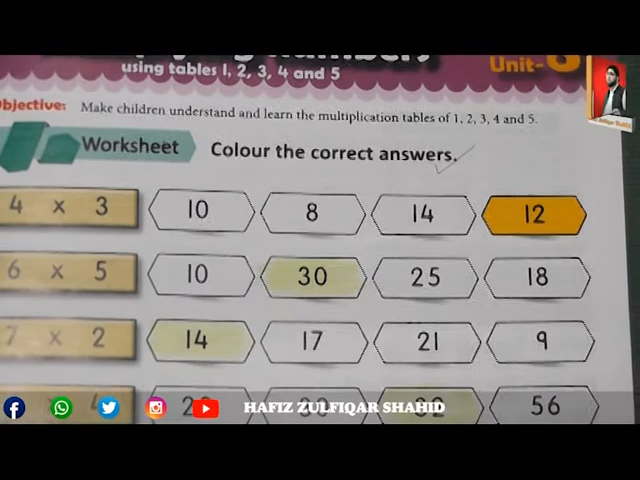 using tables 1, 2, 3, 4 and 5
Unit-
Objective: Make children understand and learn the multiplication tables of 1, 2, 3, 4 and 5.
Worksheet Colour the correct answers.
4 x 3 10 8 14 12
6 x 5 10 30 25 18
7 x 2 14 17 21 9
4 56
HAFIZ ZULFIQAR SHAHID